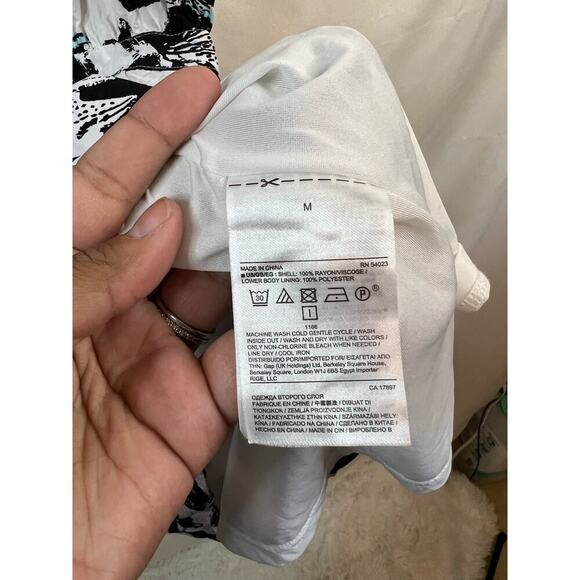 M
MADE IN CHINA RN 54023
■ US/GB/EG : SHELL: 100% RAYON/VISCOSE /
LOWER BODY LINING: 100% POLYESTER
30 P ®
I
1166
MACHINE WASH COLD GENTLE CYCLE / WASH
INSIDE OUT / WASH AND DRY WITH LIKE COLORS /
ONLY NON-CHLORINE BLEACH WHEN NEEDED /
LINE DRY / COOL IRON
DISTRIBUIDO POR/IMPORTED FOR/ ΕΙΣΑΓΕΤΑΙ ΑΠΟ
ΤΗΝ: Gap (UK Holdings) Ltd, Berkeley Square House,
Berkeley Square, London W1J 6BS Egypt Importer
RIGE, LLC
CA 17897
ОДЕЖДА ВТОРОГО СЛОЯ
FABRIQUÉ EN CHINE / 中國製造 / DIBUAT DI
TIONGKOK / ZEMLJA PROIZVODNJE KINA /
ΚΑΤΑΣΚΕΥΑΣΤΗΚΕ ΣΤΗΝ ΚΙΝΑ / SZÁRMAZÁSI HELY:
KÍNA / FABRICADO NA CHINA / СДЕЛАНО В КИТАЕ /
HECHO EN CHINA / MADE IN CIN / ВИРОБЛЕНО В